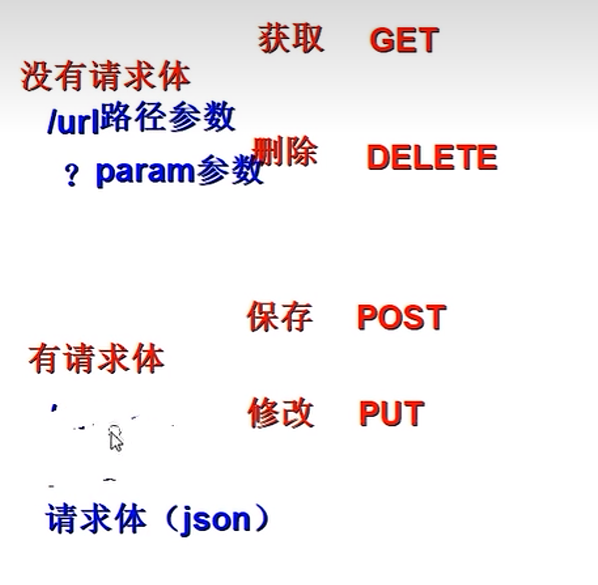 获取 GET
没有请求体
/url路径参数
？param参数
删除 DELETE
保存 POST
有请求体
修改 PUT
请求体（json）